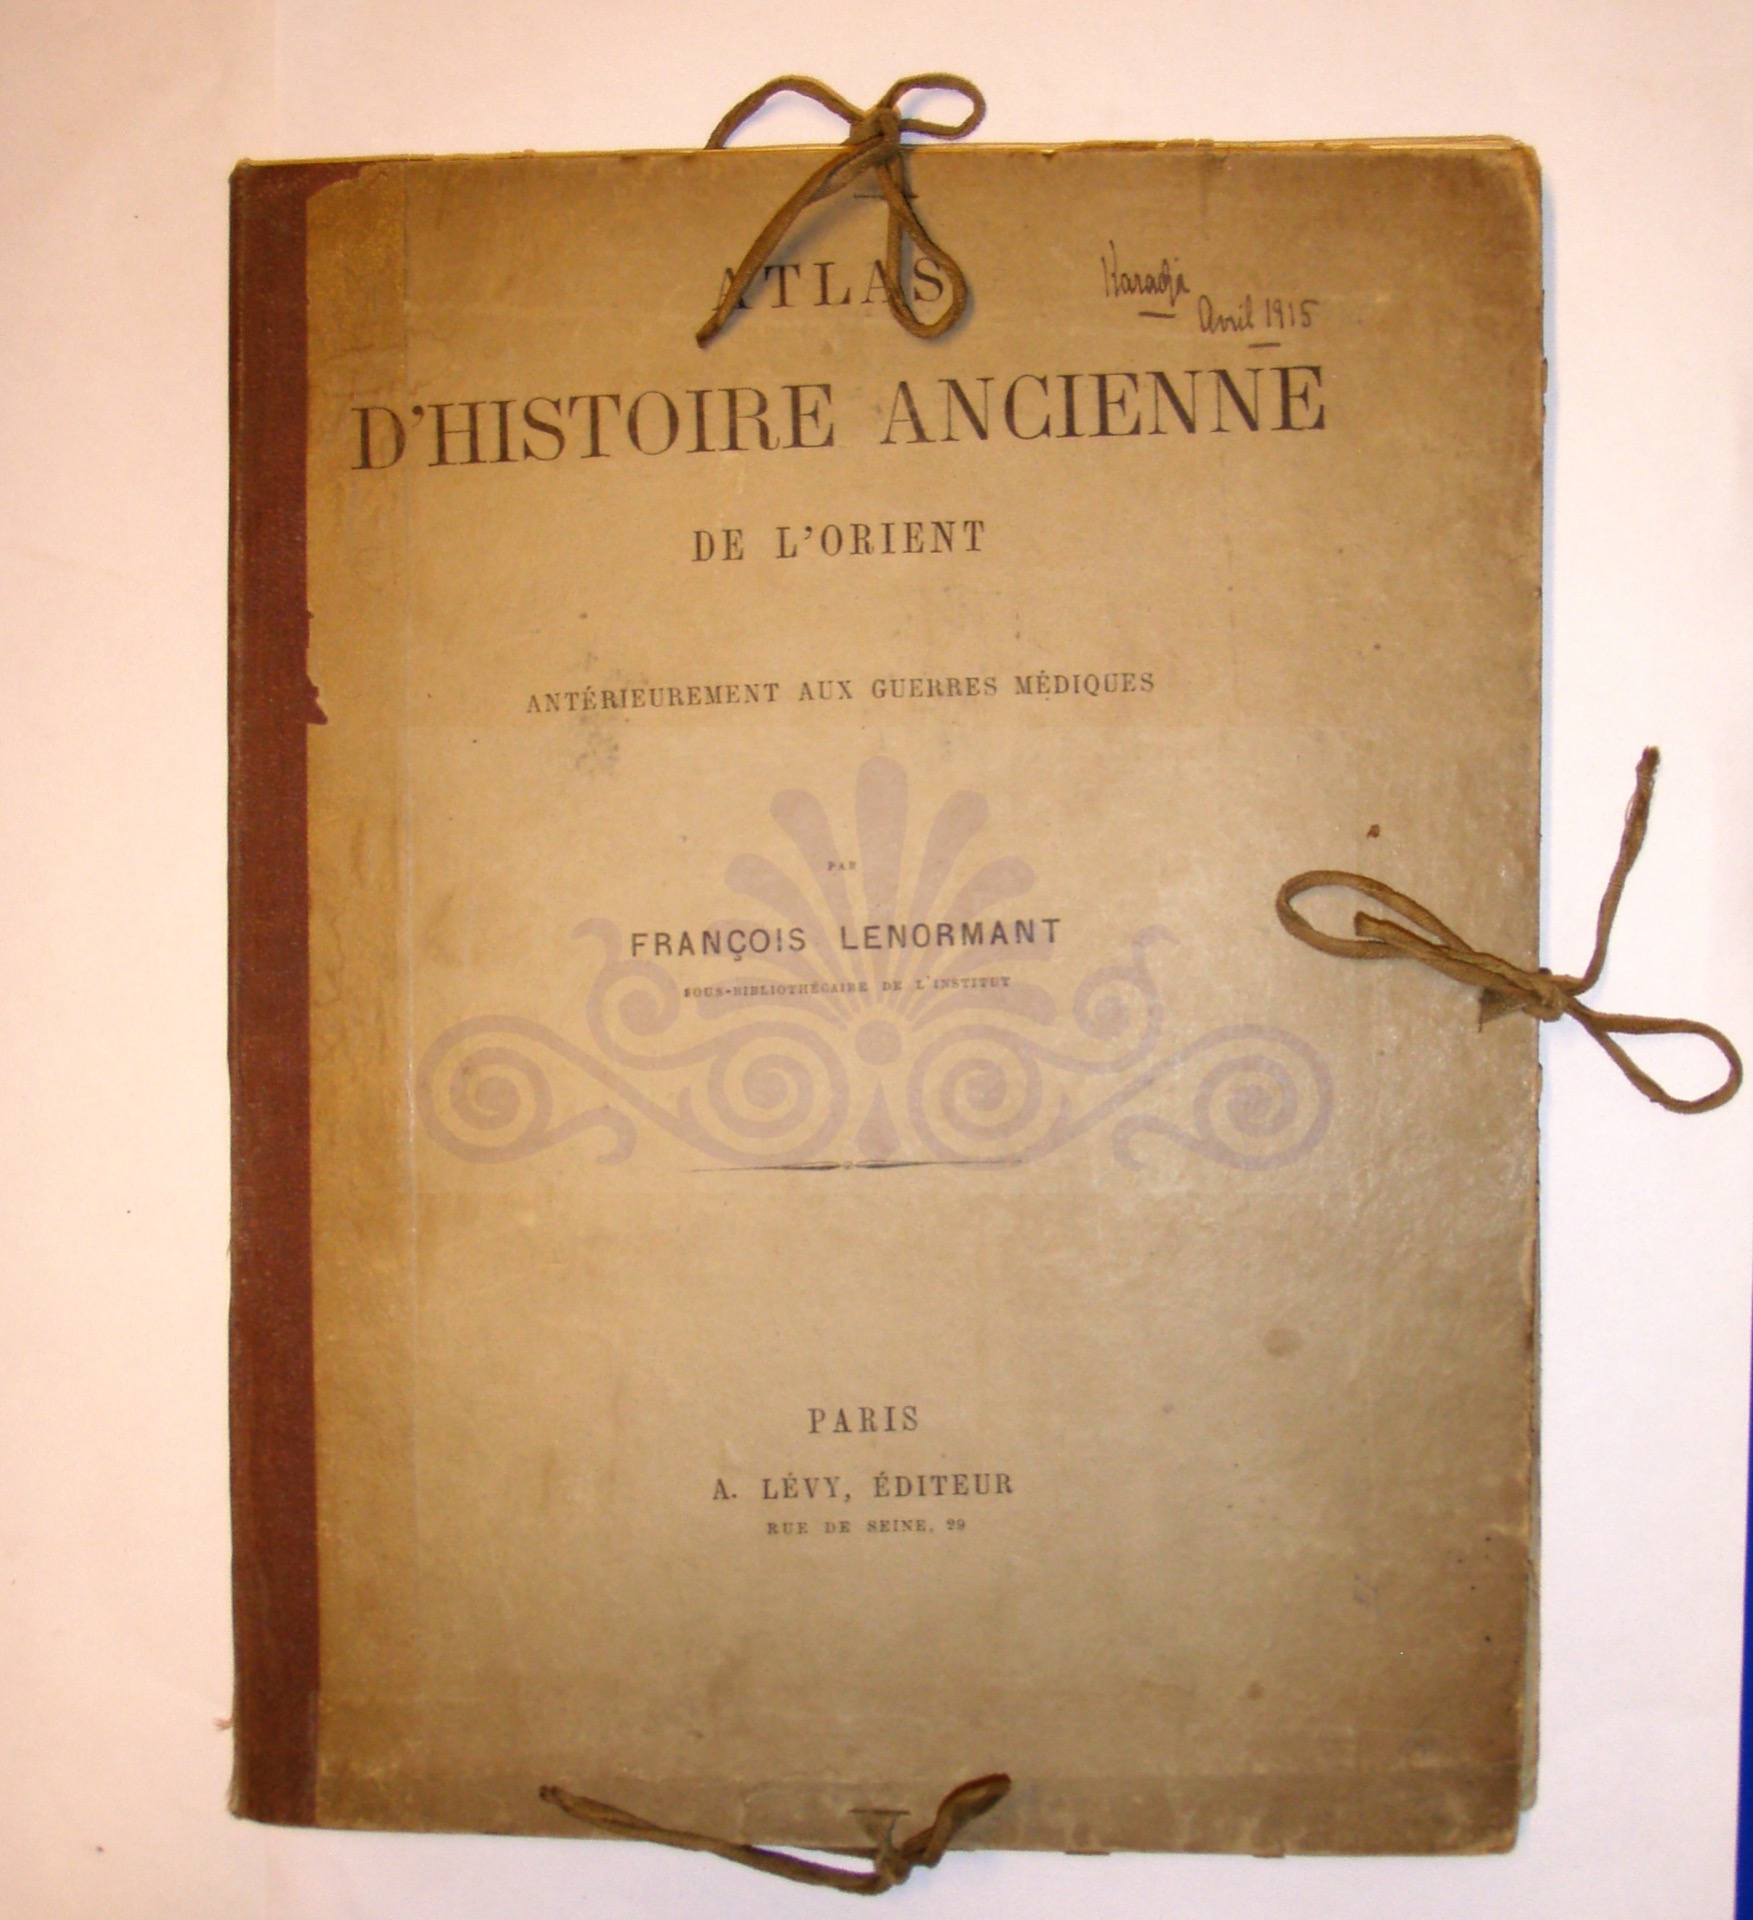 ATLAS
Karadji
Avril 1915
D'HISTOIRE ANCIENNE
DE L'ORIENT
ANTÉRIEUREMENT AUX GUERRES MÉDIQUES
PAR
FRANÇOIS LENORMANT
SOUS-BIBLIOTHÉCAIRE DE L'INSTITUT
PARIS
A. LÉVY, ÉDITEUR
RUE DE SEINE, 29